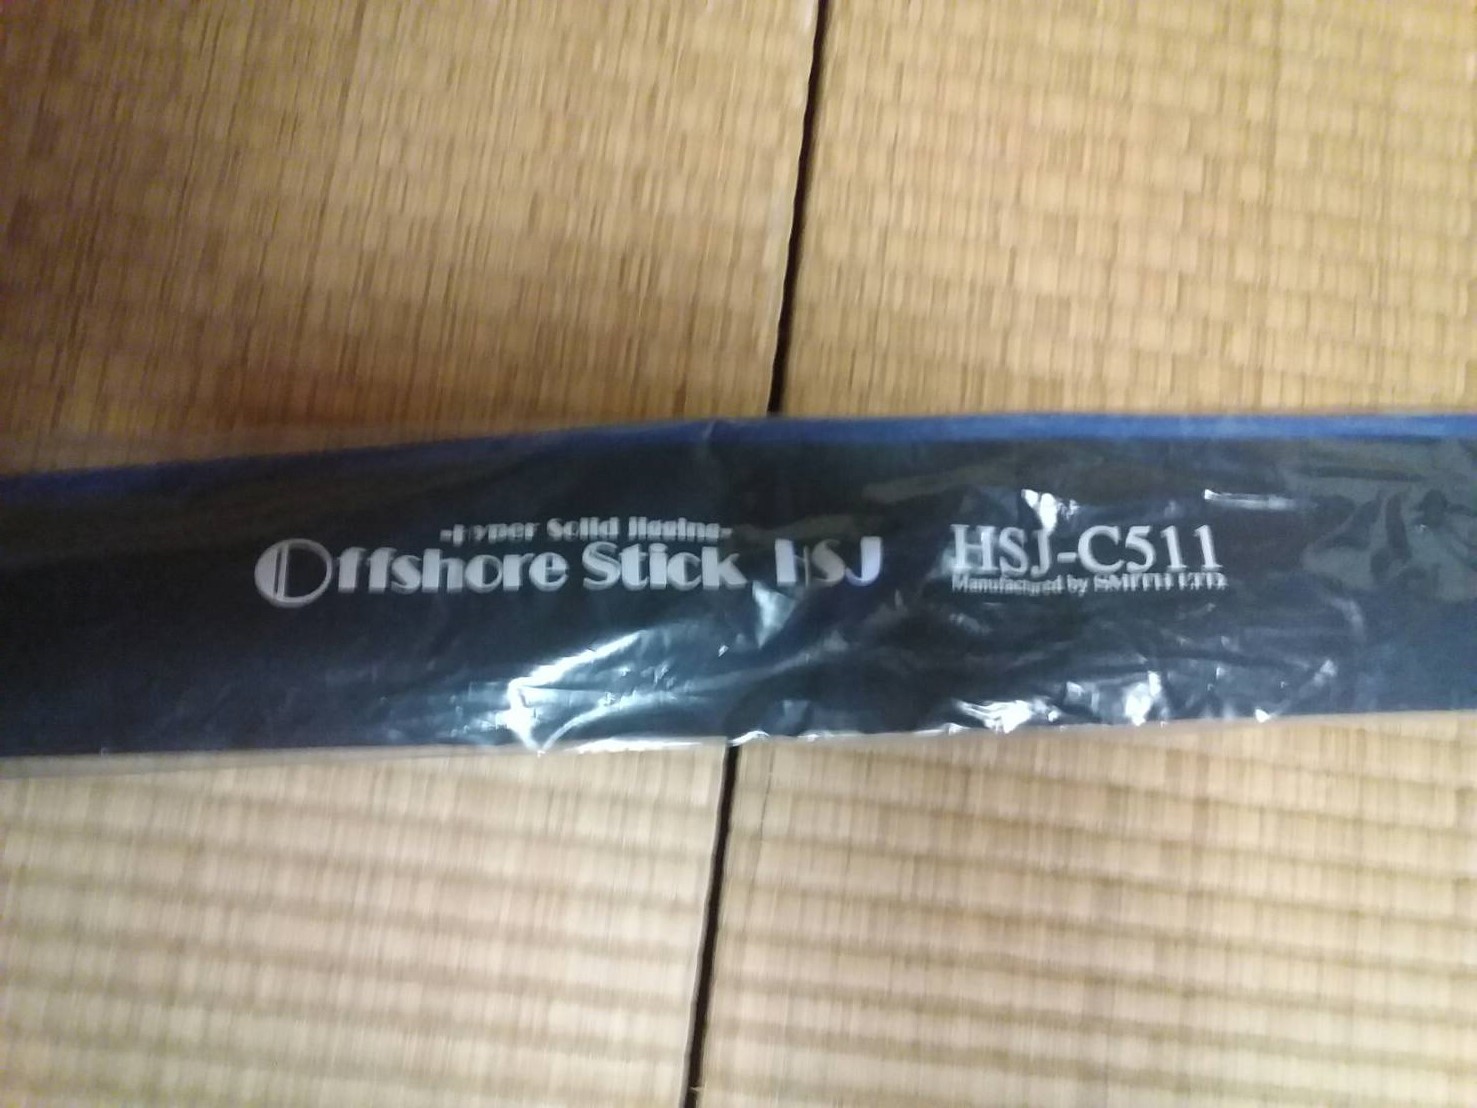 -Hyper Solid Jigging-
Offshore Stick HSJ
HSJ-C511
Manufactured by SMITH LTD.